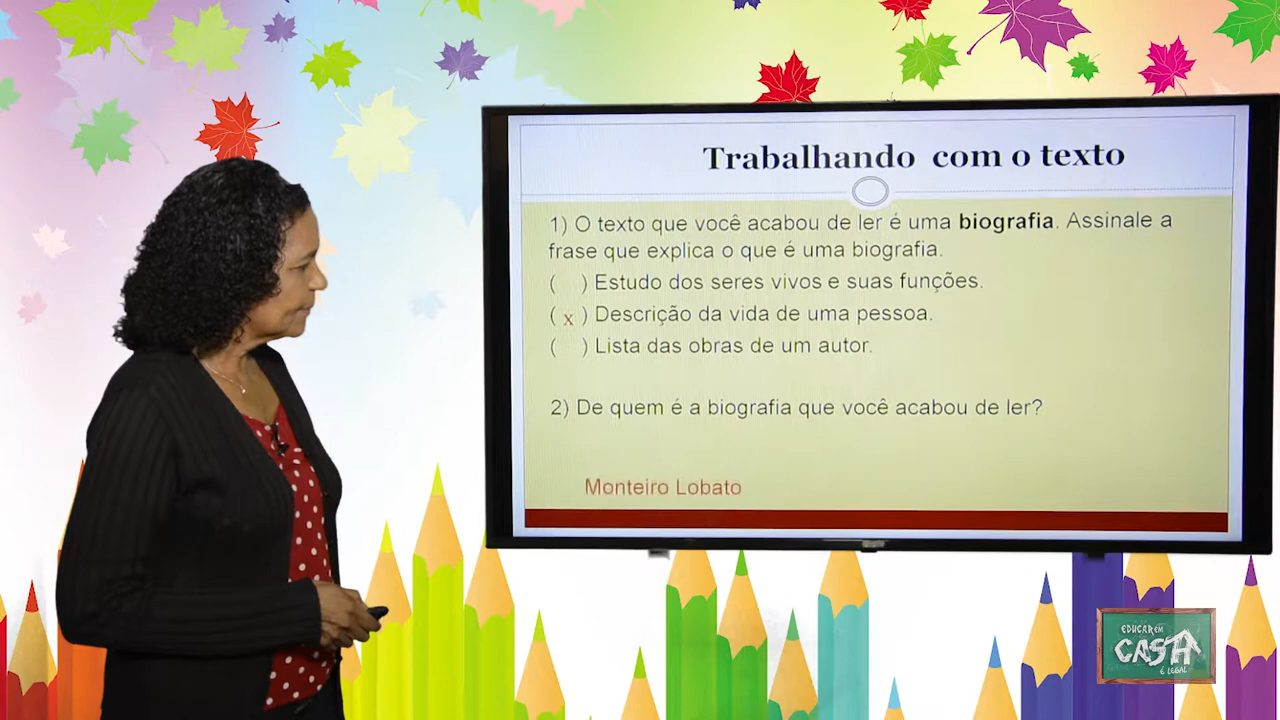 Trabalhando com o texto
1) O texto que você acabou de ler é uma biografia. Assinale a
frase que explica o que é uma biografia.
( ) Estudo dos seres vivos e suas funções.
( x ) Descrição da vida de uma pessoa.
( ) Lista das obras de um autor.
2) De quem é a biografia que você acabou de ler?
Monteiro Lobato
EDUCAR EM
CASA
É LEGAL